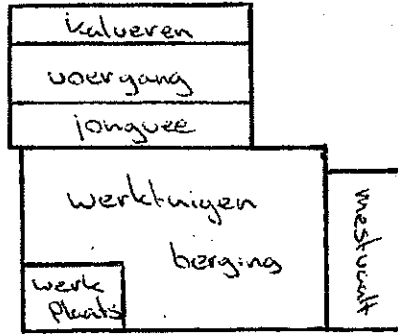 kalveren
voergang
jongvee
werktuigen
berging
werk
plaats
mestvaalt